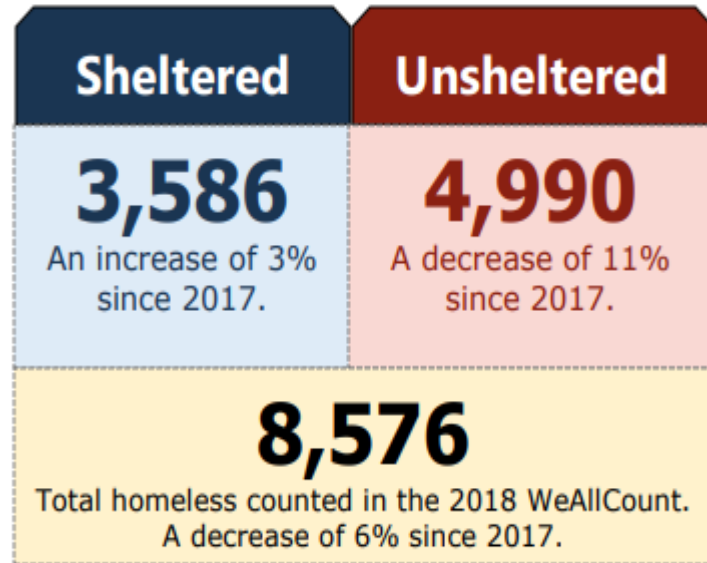 Sheltered
Unsheltered
3,586
An increase of 3%
since 2017.
4,990
A decrease of 11%
since 2017.
8,576
Total homeless counted in the 2018 WeAllCount.
A decrease of 6% since 2017.